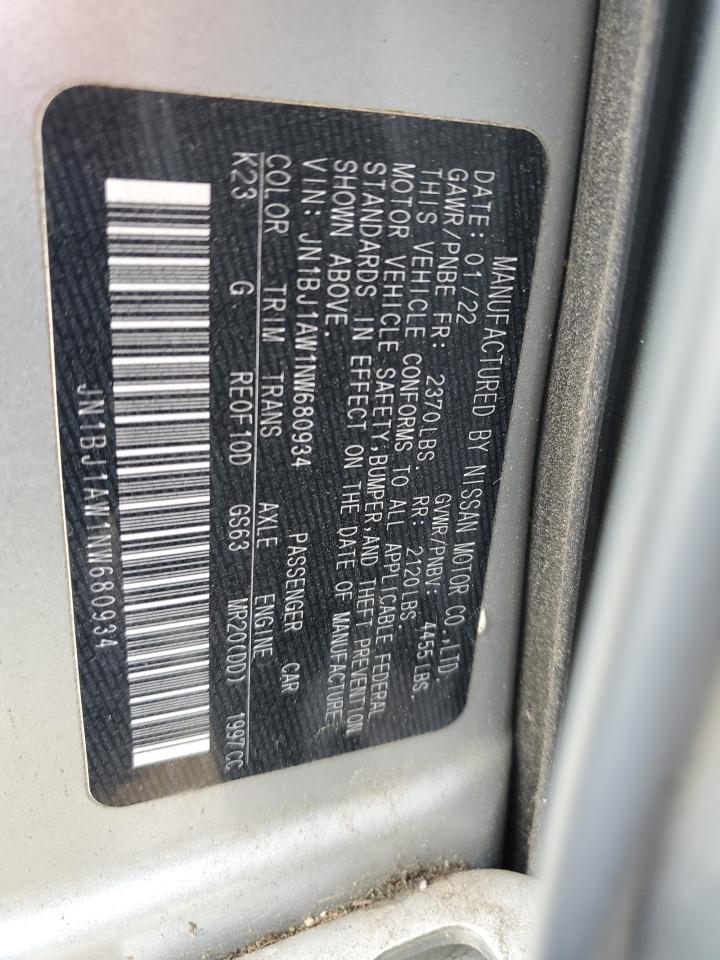 MANUFACTURED BY NISSAN MOTOR CO.,LTD.
DATE: 01/22 GVWR/PNBV: 4455LBS.
GAWR/PNBE FR: 2370LBS. RR: 2120LBS.
THIS VEHICLE CONFORMS TO ALL APPLICABLE FEDERAL
MOTOR VEHICLE SAFETY,BUMPER,AND THEFT PREVENTION
STANDARDS IN EFFECT ON THE DATE OF MANUFACTURE
SHOWN ABOVE.
VIN: JN1BJ1AW1NW680934 PASSENGER CAR
COLOR TRIM TRANS AXLE ENGINE
K23 G RE0F10D GS63 MR20(DD) 1997CC
JN1BJ1AW1NW680934